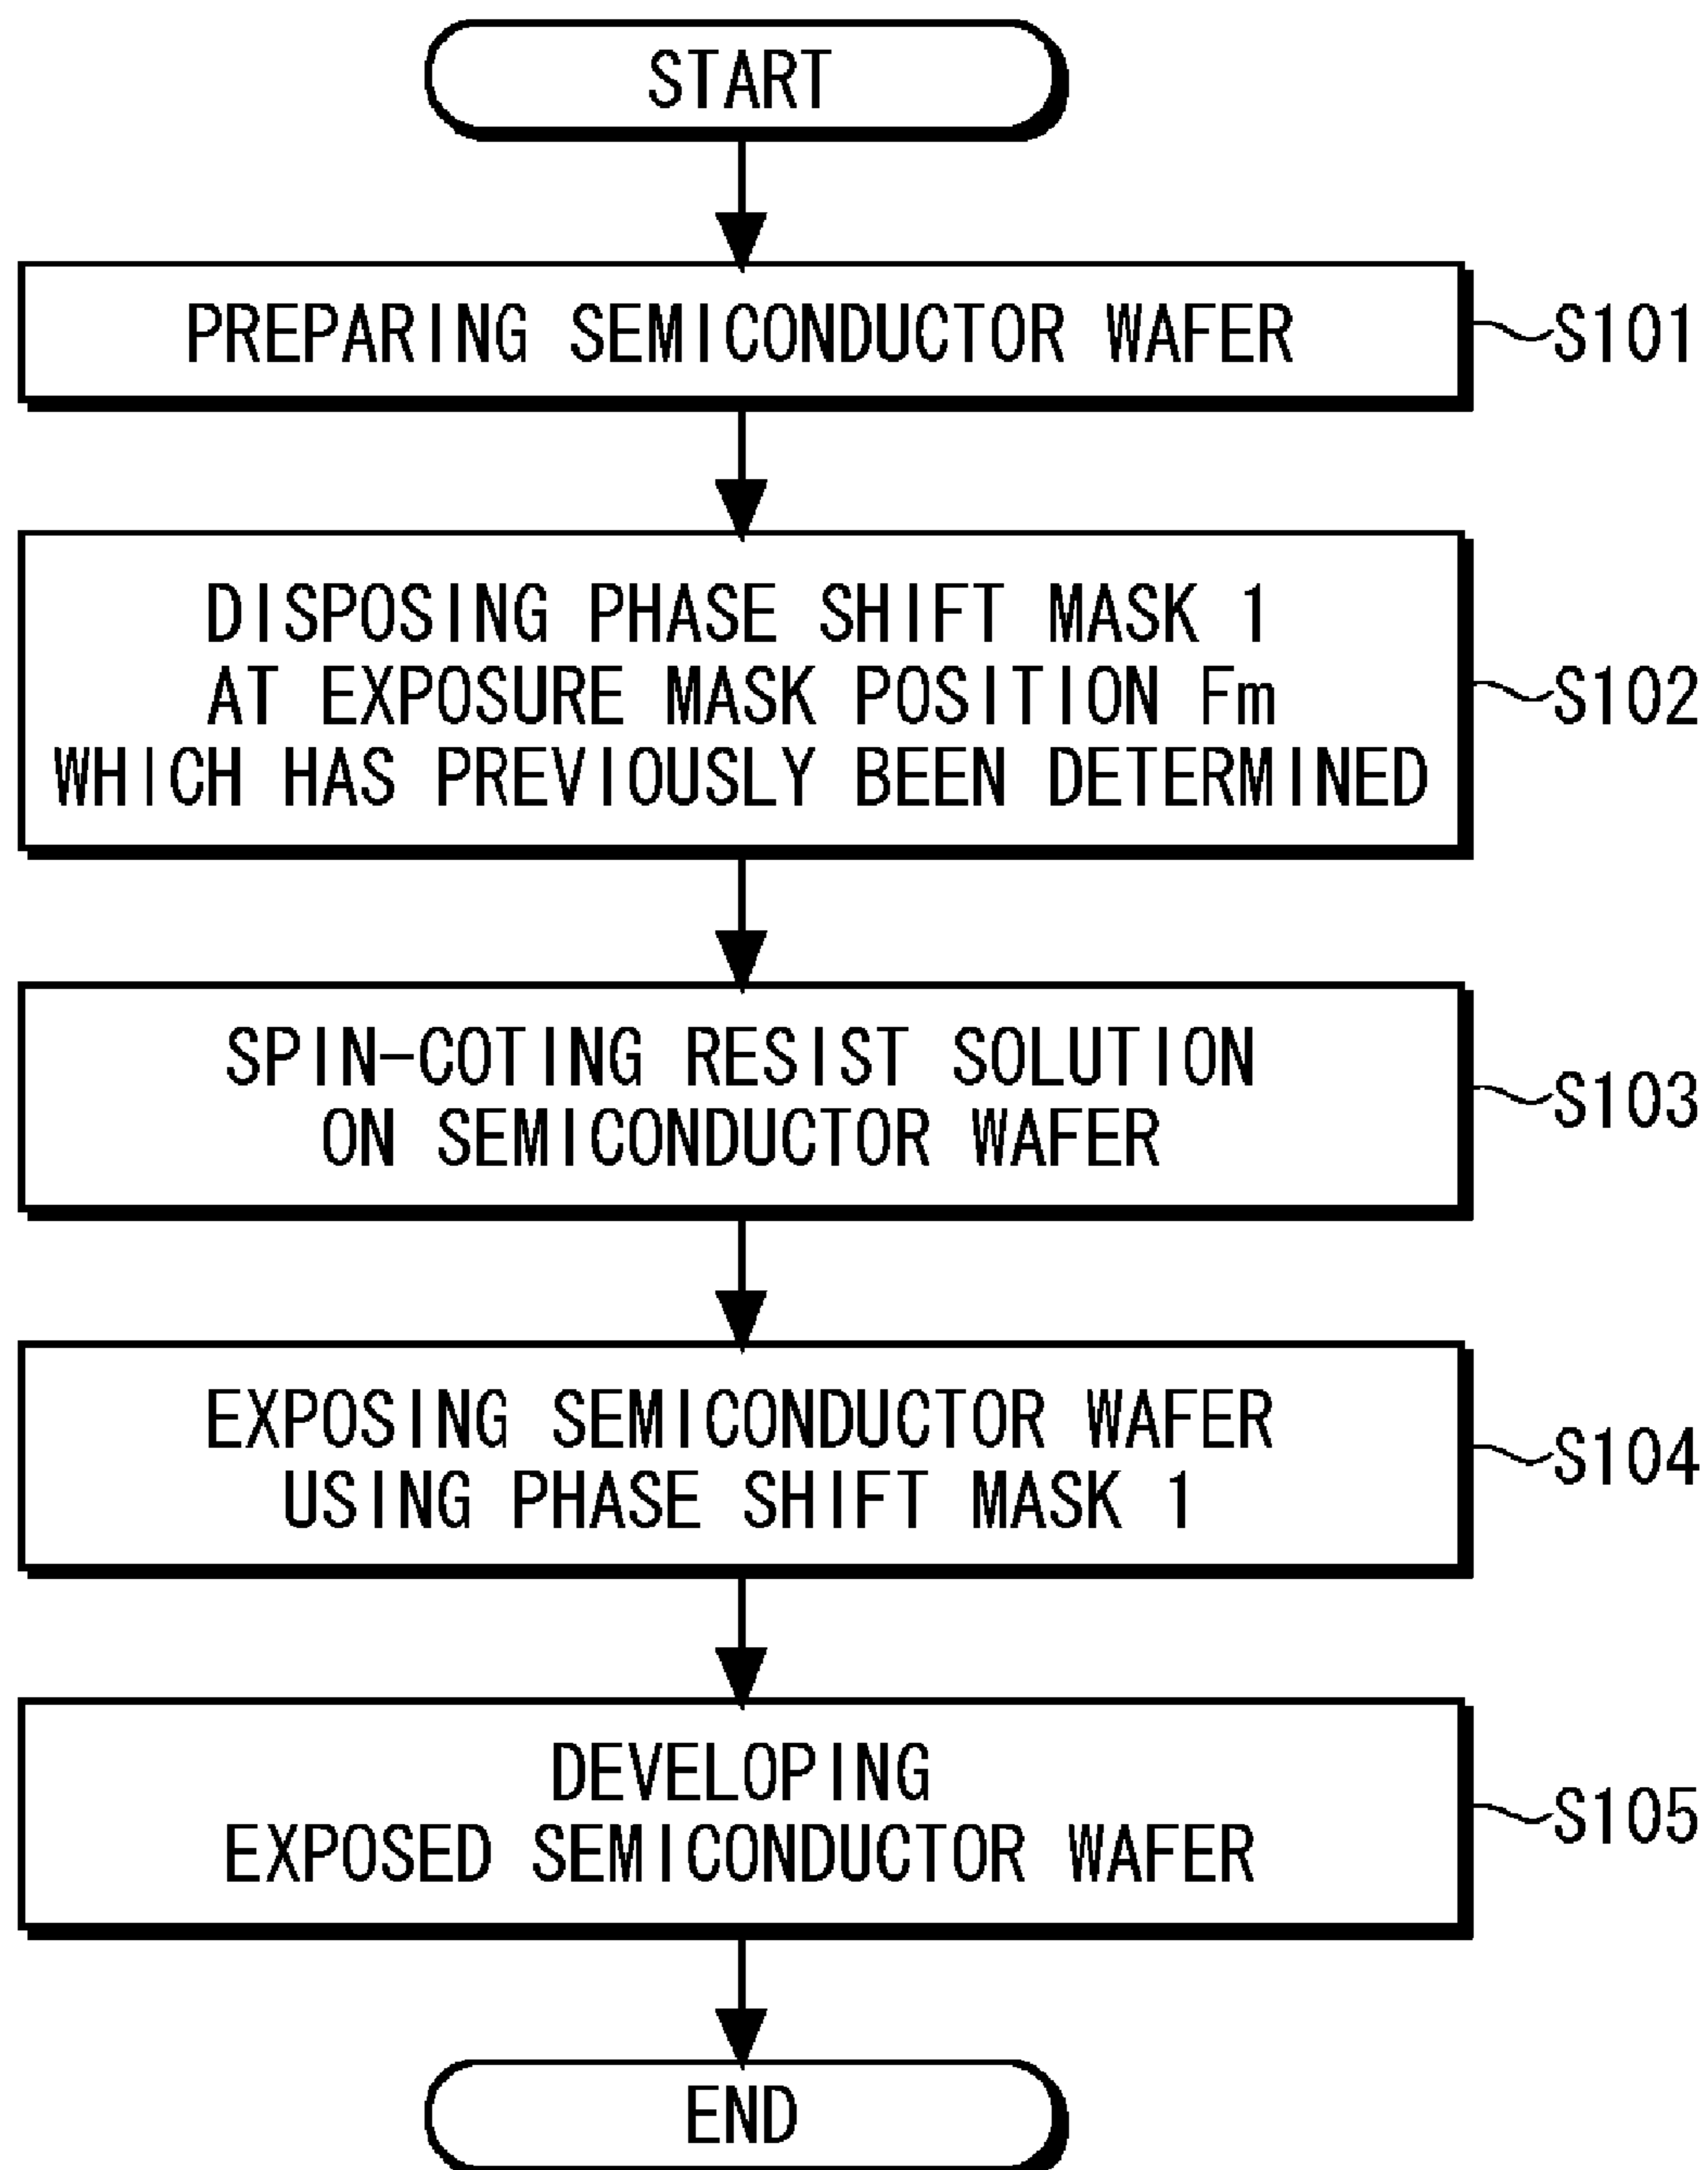 START
PREPARING SEMICONDUCTOR WAFER
S101
DISPOSING PHASE SHIFT MASK 1
AT EXPOSURE MASK POSITION Fm
WHICH HAS PREVIOUSLY BEEN DETERMINED
S102
SPIN-COTING RESIST SOLUTION
ON SEMICONDUCTOR WAFER
S103
EXPOSING SEMICONDUCTOR WAFER
USING PHASE SHIFT MASK 1
S104
DEVELOPING
EXPOSED SEMICONDUCTOR WAFER
S105
END